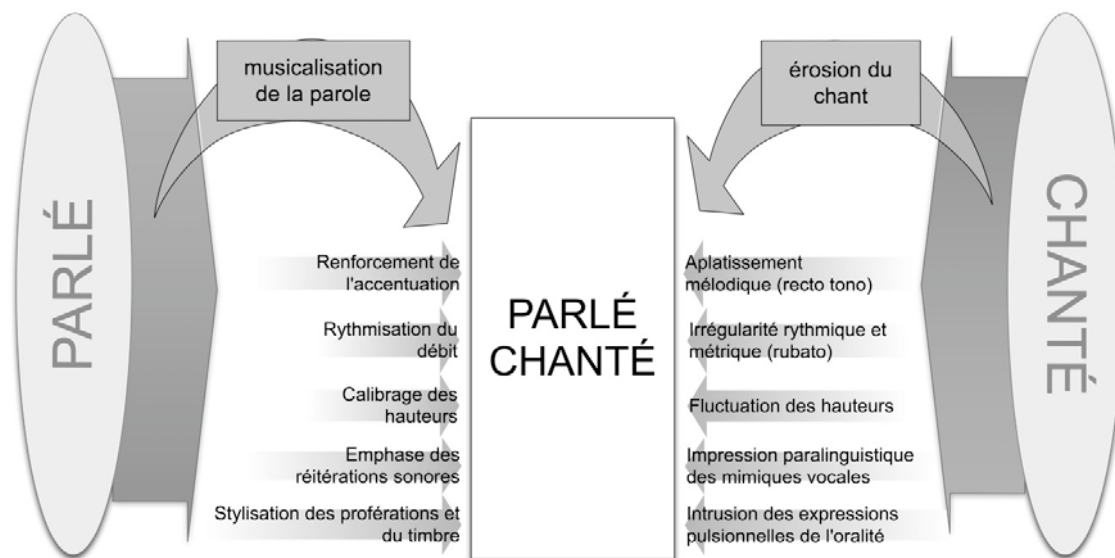 musicalisation
de la parole
érosion du
chant
PARLÉ
Renforcement de
l'accentuation
Rythmisation du
débit
Calibrage des
hauteurs
Emphase des
réitérations sonores
Stylisation des proférations et
du timbre
PARLÉ
CHANTÉ
Aplatissement
mélodique (recto tono)
Irrégularité rythmique et
métrique (rubato)
Fluctuation des hauteurs
Impression paralinguistique
des mimiques vocales
Intrusion des expressions
pulsionnelles de l'oralité
CHANTÉ